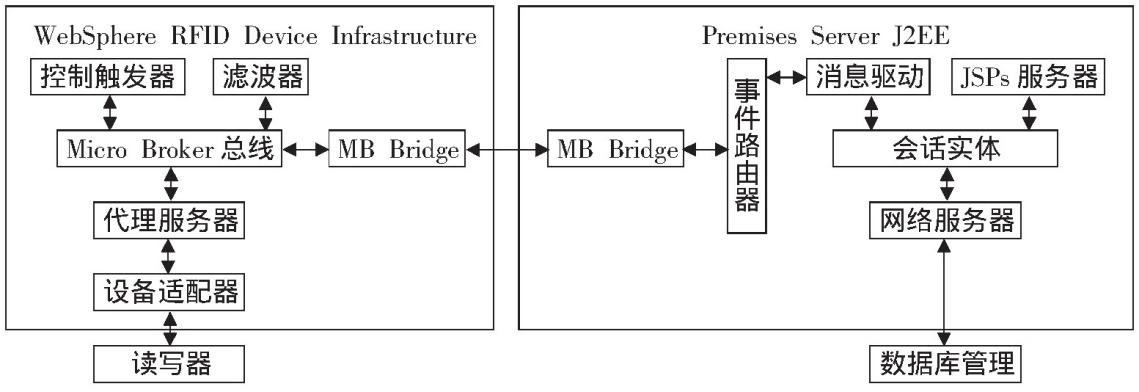 WebSphere RFID Device Infrastructure
控制触发器
滤波器
Micro Broker 总线
MB Bridge
代理服务器
设备适配器
读写器
Premises Server J2EE
MB Bridge
事件路由器
消息驱动
JSPs 服务器
会话实体
网络服务器
数据库管理